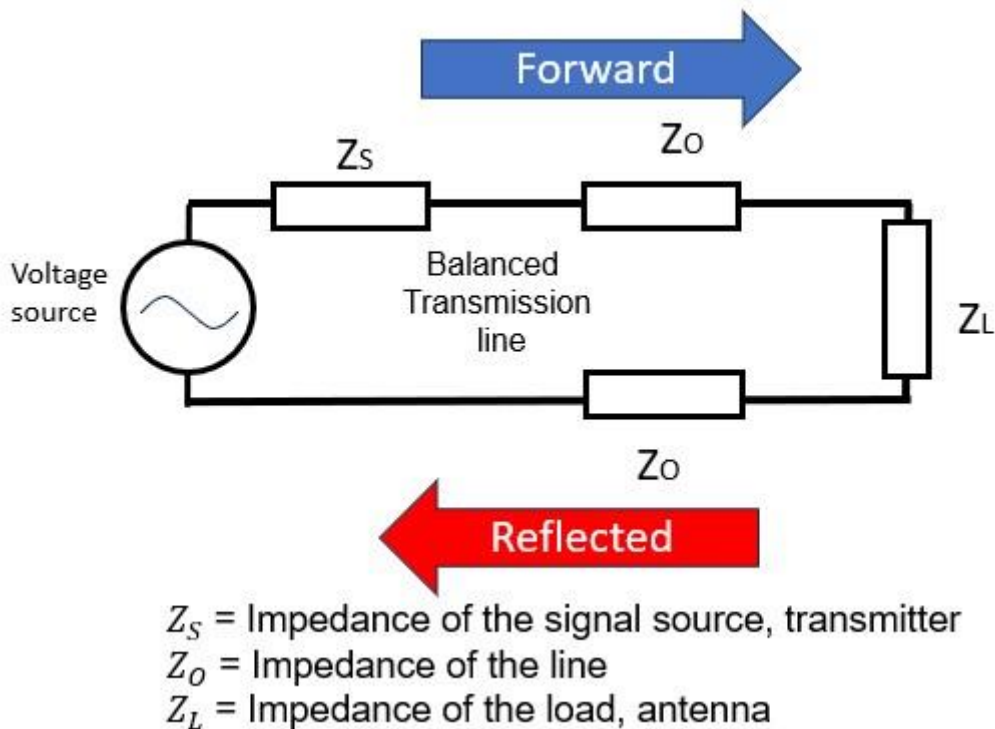 Forward
ZS
ZO
Voltage
source
Balanced
Transmission
line
ZL
ZO
Reflected
ZS = Impedance of the signal source, transmitter
ZO = Impedance of the line
ZL = Impedance of the load, antenna